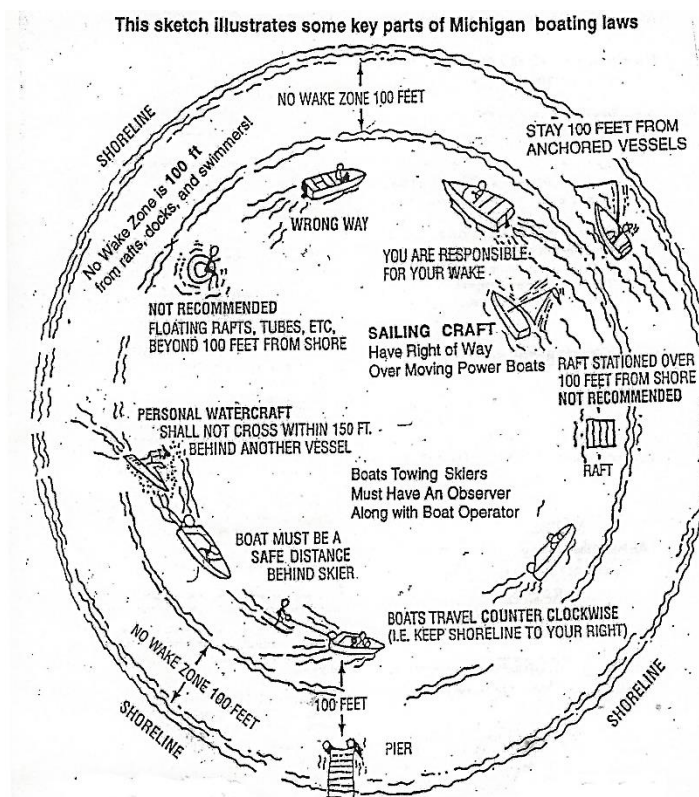 This sketch illustrates some key parts of Michigan boating laws
NO WAKE ZONE 100 FEET
SHORELINE
No Wake Zone is 100 ft
from rafts, docks, and swimmers!
STAY 100 FEET FROM
ANCHORED VESSELS
WRONG WAY
YOU ARE RESPONSIBLE
FOR YOUR WAKE
NOT RECOMMENDED
FLOATING RAFTS, TUBES, ETC,
BEYOND 100 FEET FROM SHORE
SAILING CRAFT
Have Right of Way
Over Moving Power Boats
RAFT STATIONED OVER
100 FEET FROM SHORE
NOT RECOMMENDED
RAFT
PERSONAL WATERCRAFT
SHALL NOT CROSS WITHIN 150 FT.
BEHIND ANOTHER VESSEL
Boats Towing Skiers
Must Have An Observer
Along with Boat Operator
BOAT MUST BE A
SAFE DISTANCE
BEHIND SKIER
BOATS TRAVEL COUNTER CLOCKWISE
(I.E. KEEP SHORELINE TO YOUR RIGHT)
NO WAKE ZONE 100 FEET
SHORELINE
100 FEET
PIER
SHORELINE